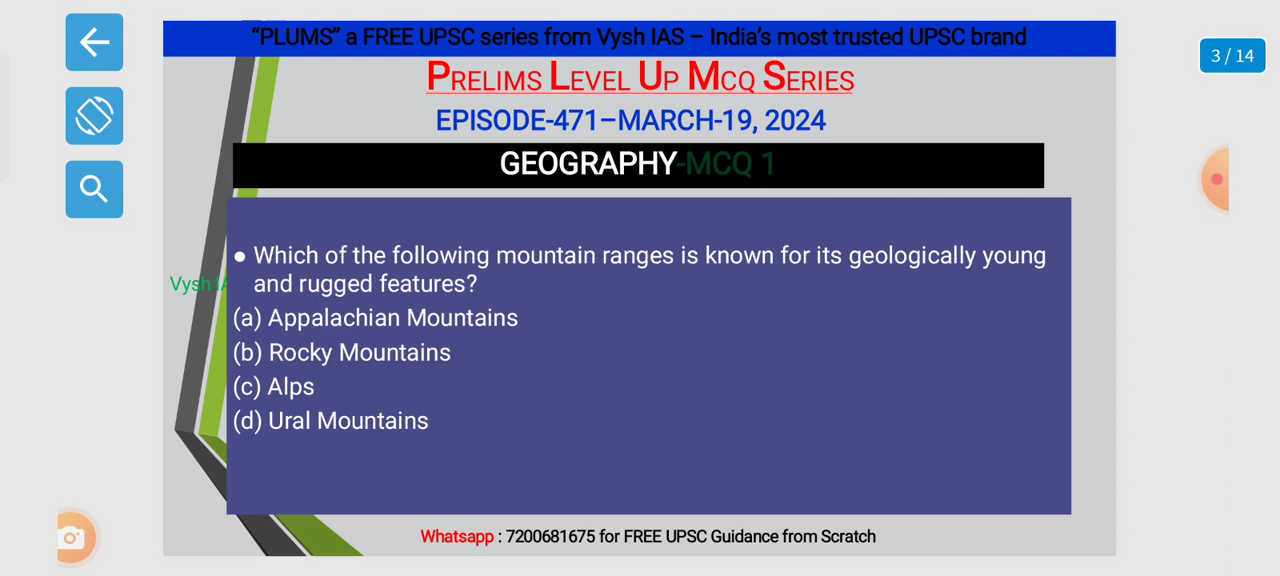 “PLUMS” a FREE UPSC series from Vysh IAS – India’s most trusted UPSC brand
3 / 14
PRELIMS LEVEL UP MCQ SERIES
EPISODE-471–MARCH-19, 2024
GEOGRAPHY-MCQ 1
● Which of the following mountain ranges is known for its geologically young
and rugged features?
Vysh IA
(a) Appalachian Mountains
(b) Rocky Mountains
(c) Alps
(d) Ural Mountains
Whatsapp : 7200681675 for FREE UPSC Guidance from Scratch